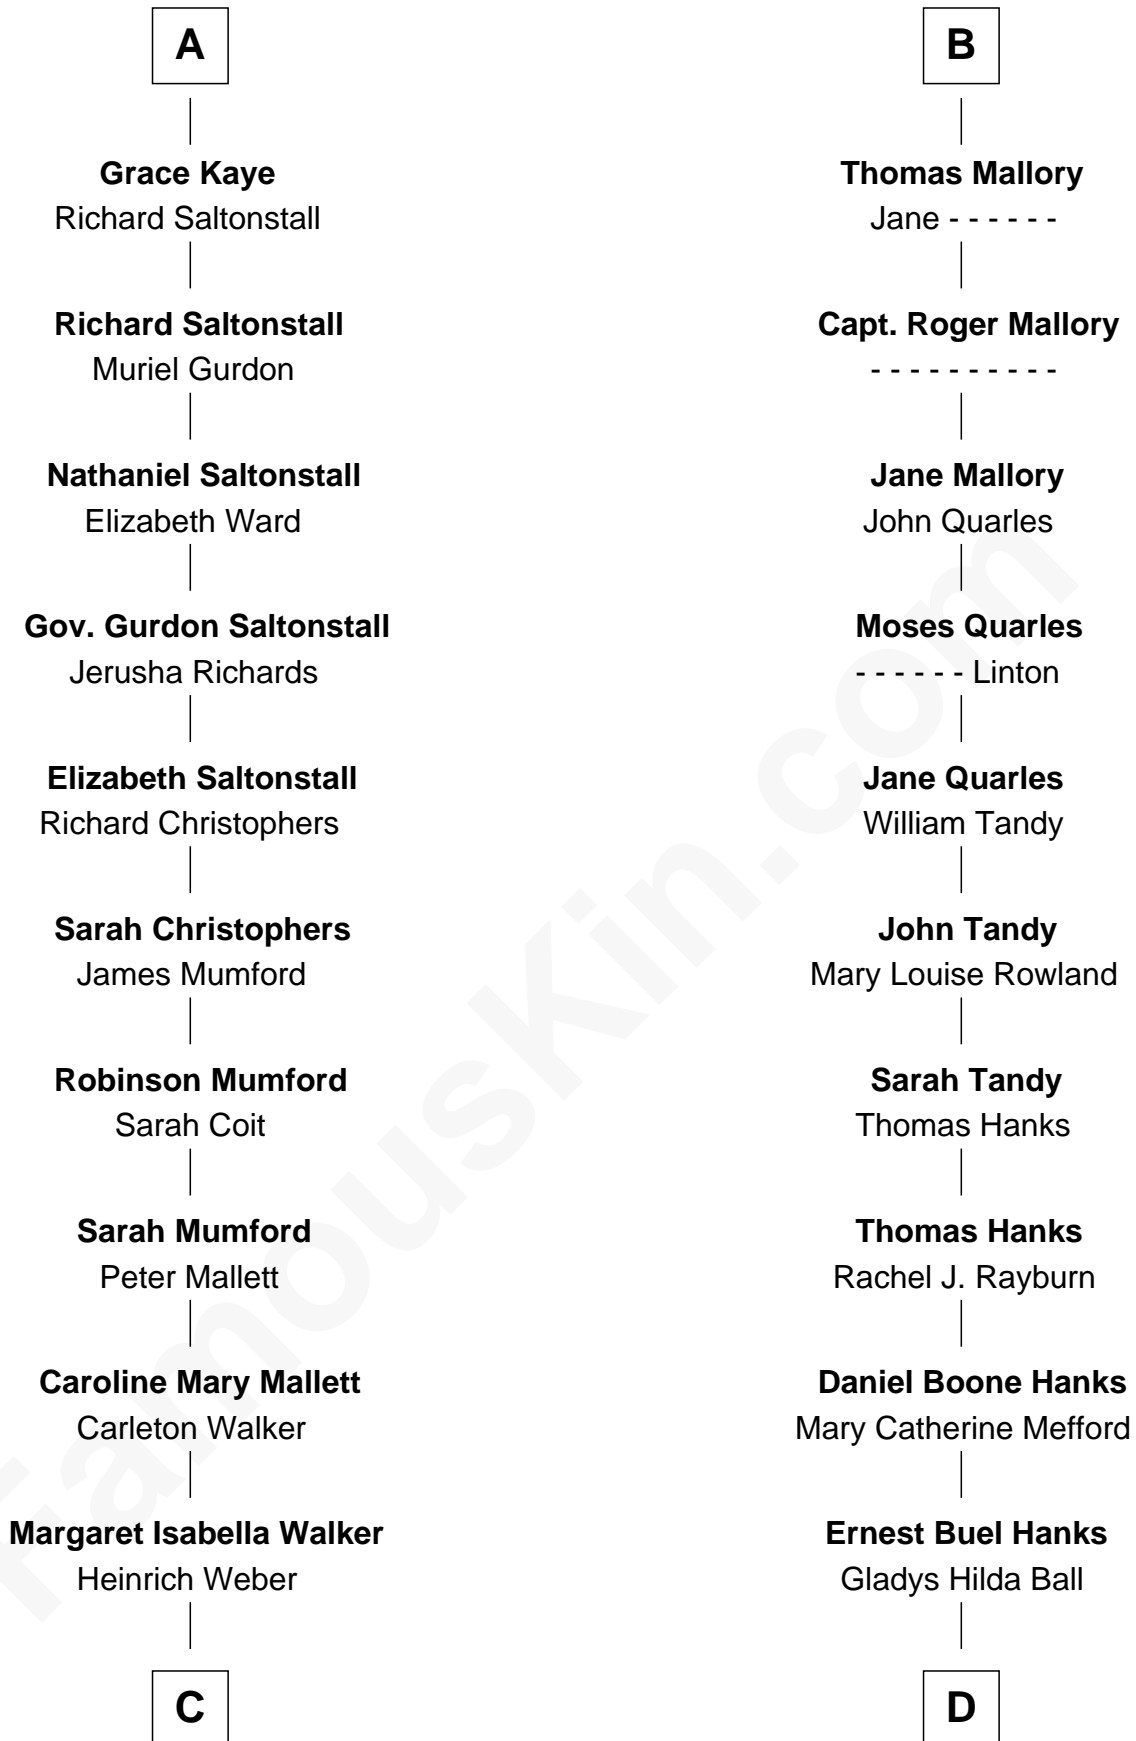 A
Grace Kaye
Richard Saltonstall
Richard Saltonstall
Muriel Gurdon
Nathaniel Saltonstall
Elizabeth Ward
Gov. Gurdon Saltonstall
Jerusha Richards
Elizabeth Saltonstall
Richard Christophers
Sarah Christophers
James Mumford
Robinson Mumford
Sarah Coit
Sarah Mumford
Peter Mallett
Caroline Mary Mallett
Carleton Walker
Margaret Isabella Walker
Heinrich Weber
C
B
Thomas Mallory
Jane - - - - - -
Capt. Roger Mallory
- - - - - - - - - -
Jane Mallory
John Quarles
Moses Quarles
- - - - - - Linton
Jane Quarles
William Tandy
John Tandy
Mary Louise Rowland
Sarah Tandy
Thomas Hanks
Thomas Hanks
Rachel J. Rayburn
Daniel Boone Hanks
Mary Catherine Mefford
Ernest Buel Hanks
Gladys Hilda Ball
D
FamousKin.com